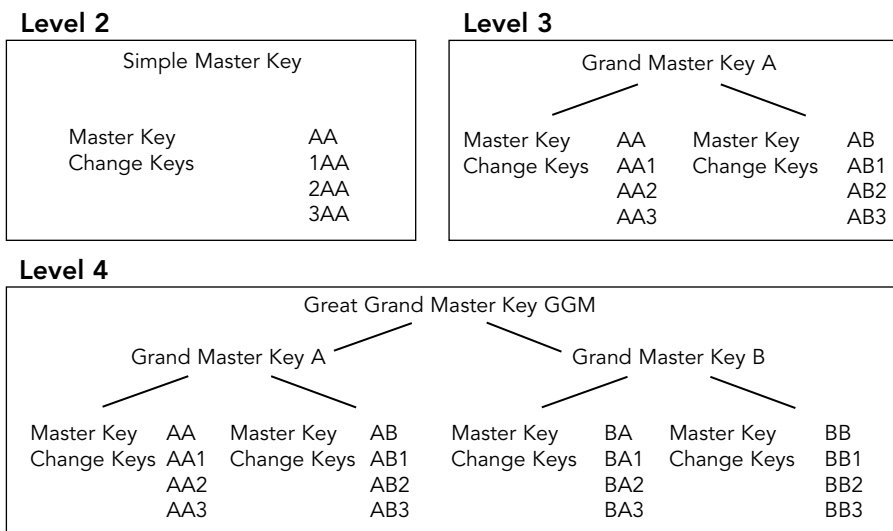 Level 2
Simple Master Key
Master Key AA
Change Keys 1AA
2AA
3AA
Level 3
Grand Master Key A
Master Key AA Master Key AB
Change Keys AA1 Change Keys AB1
AA2 AB2
AA3 AB3
Level 4
Great Grand Master Key GGM
Grand Master Key A Grand Master Key B
Master Key AA Master Key AB Master Key BA Master Key BB
Change Keys AA1 Change Keys AB1 Change Keys BA1 Change Keys BB1
AA2 AB2 BA2 BB2
AA3 AB3 BA3 BB3